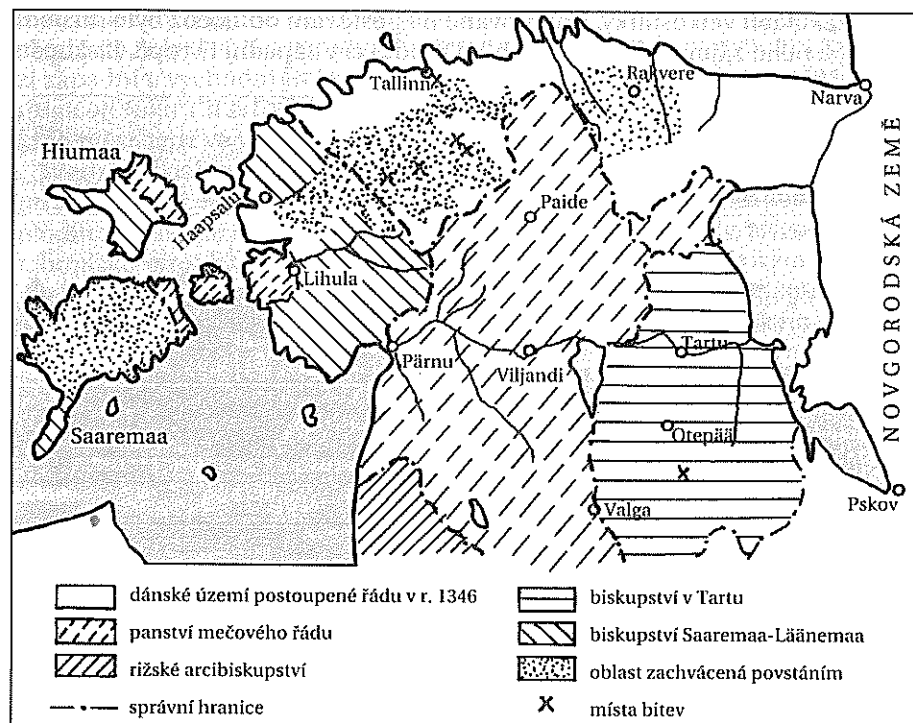 Tallinn
Rakvere
Narva
Hiumaa
Haapsalu
Paide
NOVGORODSKÁ ZEMĚ
Lihula
Pärnu
Viljandi
Tartu
Saaremaa
Otepää
Valga
Pskov
dánské území postoupené řádu v r. 1346
panství mečového řádu
rižské arcibiskupství
správní hranice
biskupství v Tartu
biskupství Saaremaa-Läänemaa
oblast zachvácená povstáním
místa bitev